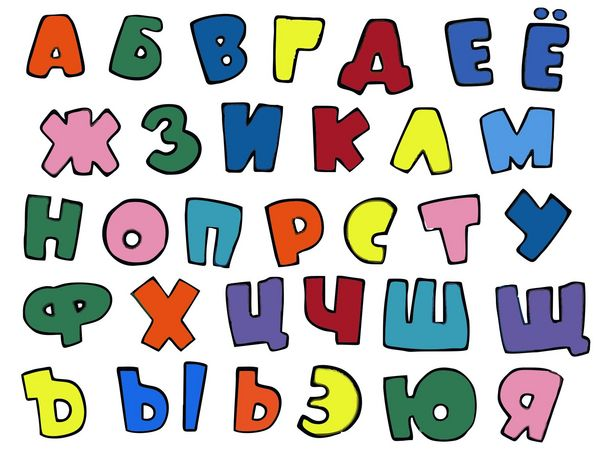 А Б В Г Д Е Ё
Ж З И К Л М
Н О П Р С Т У
Ф Х Ц Ч Ш Щ
Ъ Ы Ь Э Ю Я